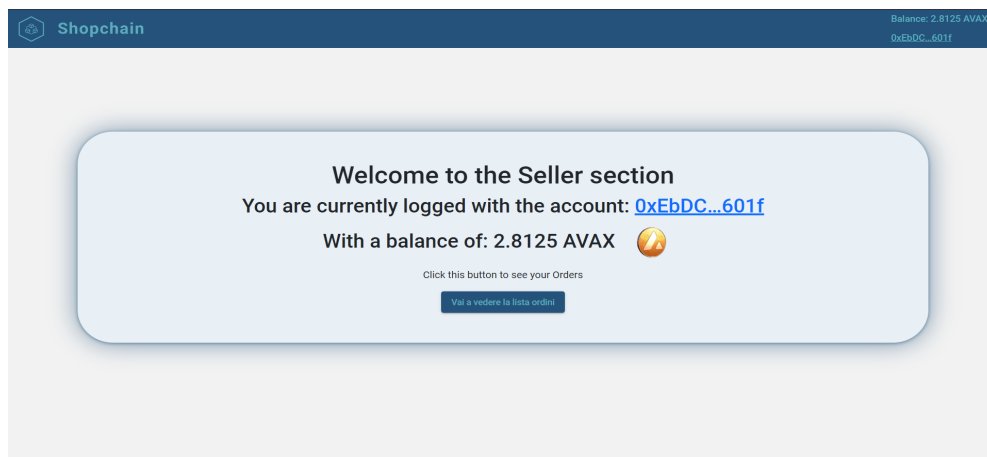 Shopchain
Balance: 2.8125 AVAX
0xEbDC...601f
Welcome to the Seller section
You are currently logged with the account: 0xEbDC...601f
With a balance of: 2.8125 AVAX
Click this button to see your Orders
Vai a vedere la lista ordini